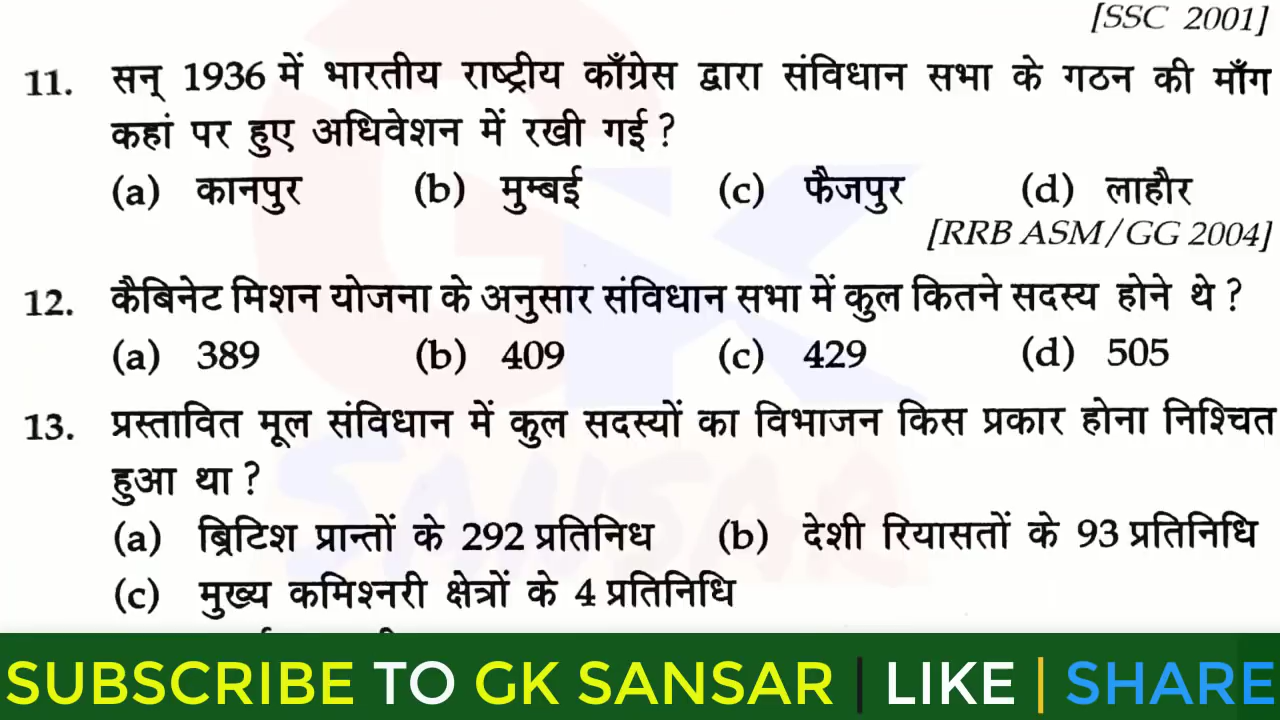 [SSC 2001]
11. सन् 1936 में भारतीय राष्ट्रीय काँग्रेस द्वारा संविधान सभा के गठन की माँग
कहां पर हुए अधिवेशन में रखी गई ?
(a) कानपुर (b) मुम्बई (c) फैजपुर (d) लाहौर
[RRB ASM/GG 2004]
12. कैबिनेट मिशन योजना के अनुसार संविधान सभा में कुल कितने सदस्य होने थे ?
(a) 389 (b) 409 (c) 429 (d) 505
13. प्रस्तावित मूल संविधान में कुल सदस्यों का विभाजन किस प्रकार होना निश्चित
हुआ था ?
(a) ब्रिटिश प्रान्तों के 292 प्रतिनिध (b) देशी रियासतों के 93 प्रतिनिधि
(c) मुख्य कमिश्नरी क्षेत्रों के 4 प्रतिनिधि
GK
SANSAR
SUBSCRIBE TO GK SANSAR | LIKE | SHARE